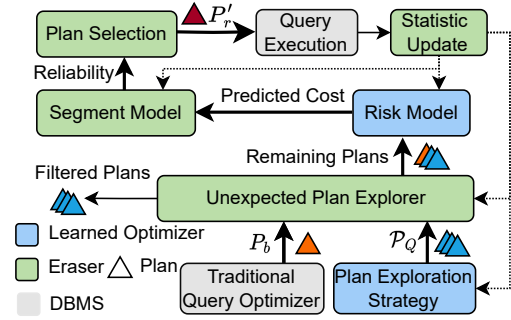 Plan Selection
P'r
Query
Execution
Statistic
Update
Reliability
Segment Model
Predicted Cost
Risk Model
Remaining Plans
Filtered Plans
Unexpected Plan Explorer
Learned Optimizer
Eraser
Plan
DBMS
Pb
𝒫Q
Traditional
Query Optimizer
Plan Exploration
Strategy